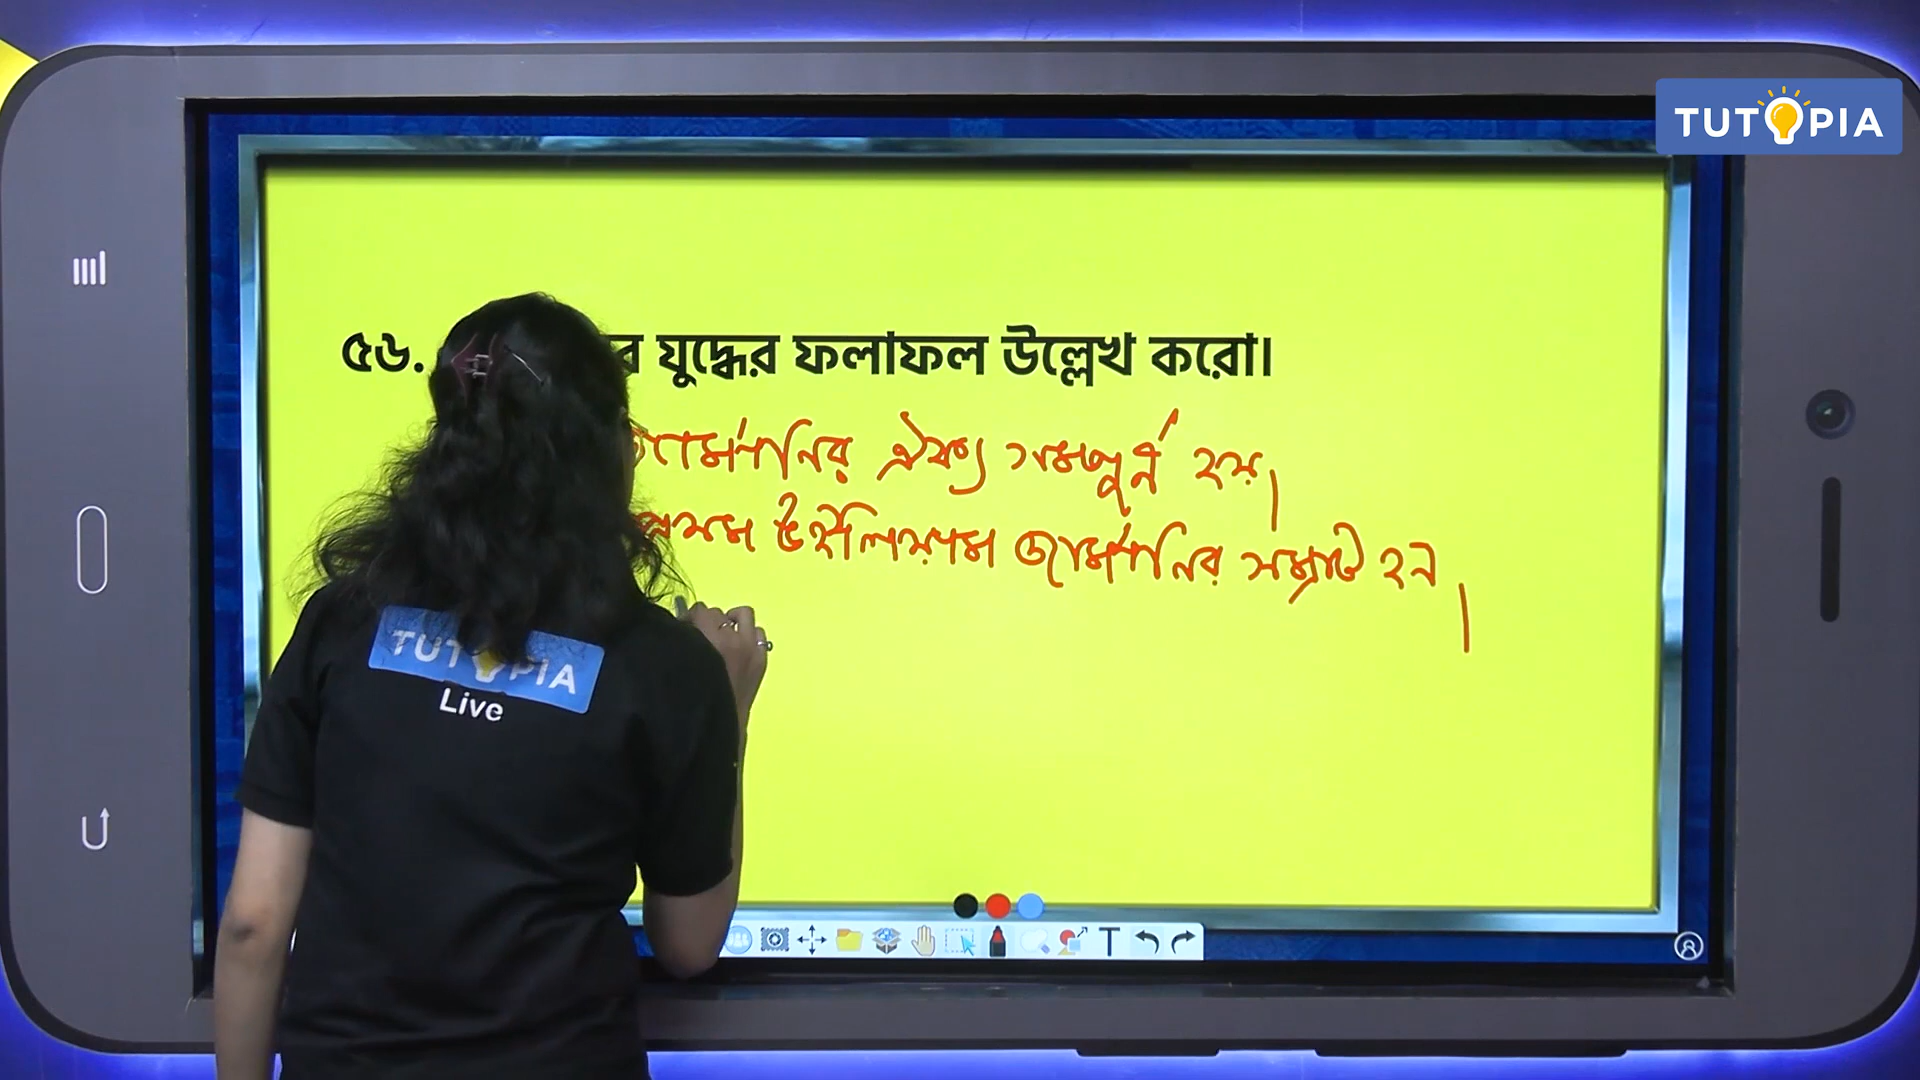 TUTOPIA
৫৬. র যুদ্ধের ফলাফল উল্লেখ করো।
জার্মানির ঐক্য সম্পূর্ণ হয়।
প্রথম উইলিয়াম জার্মানির সম্রাট হন।
TUTOPIA
Live
T